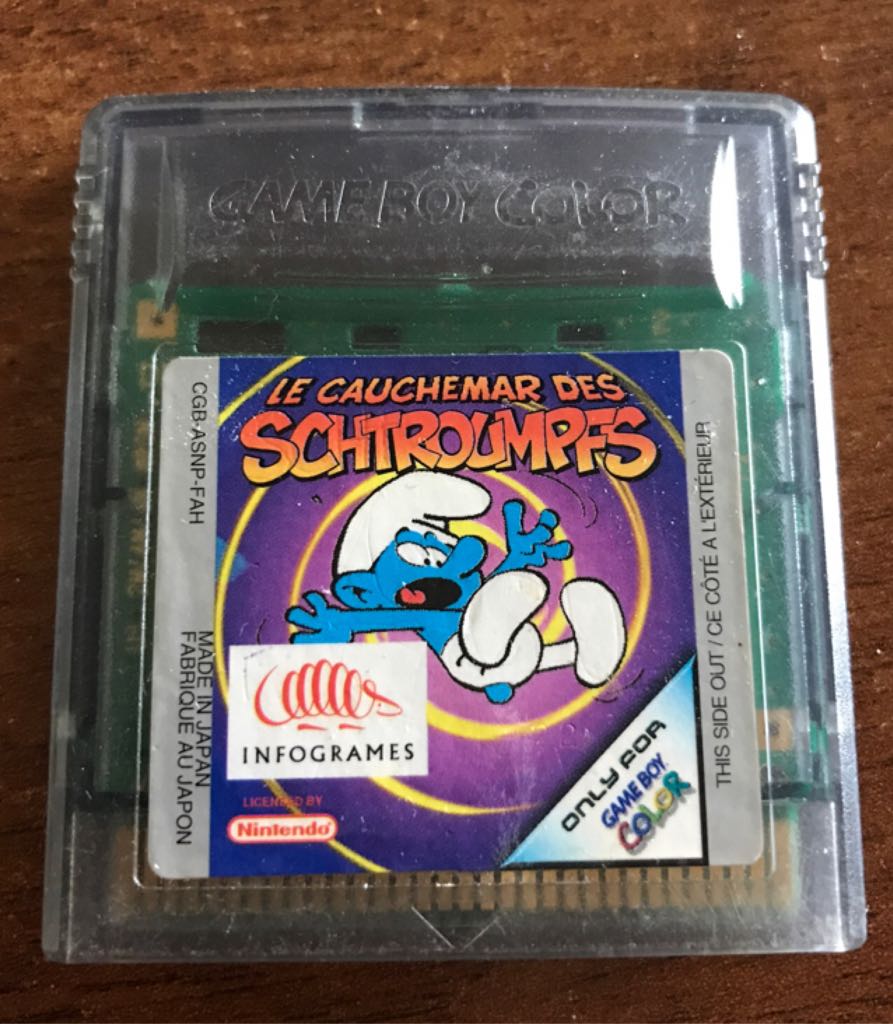 GAME BOY COLOR
LE CAUCHEMAR DES
SCHTROUMPFS
CGB-ASNP-FAH
MADE IN JAPAN
FABRIQUÉ AU JAPON
INFOGRAMES
LICENSED BY
Nintendo
ONLY FOR
GAME BOY
COLOR
THIS SIDE OUT / CE CÔTÉ A L'EXTÉRIEUR